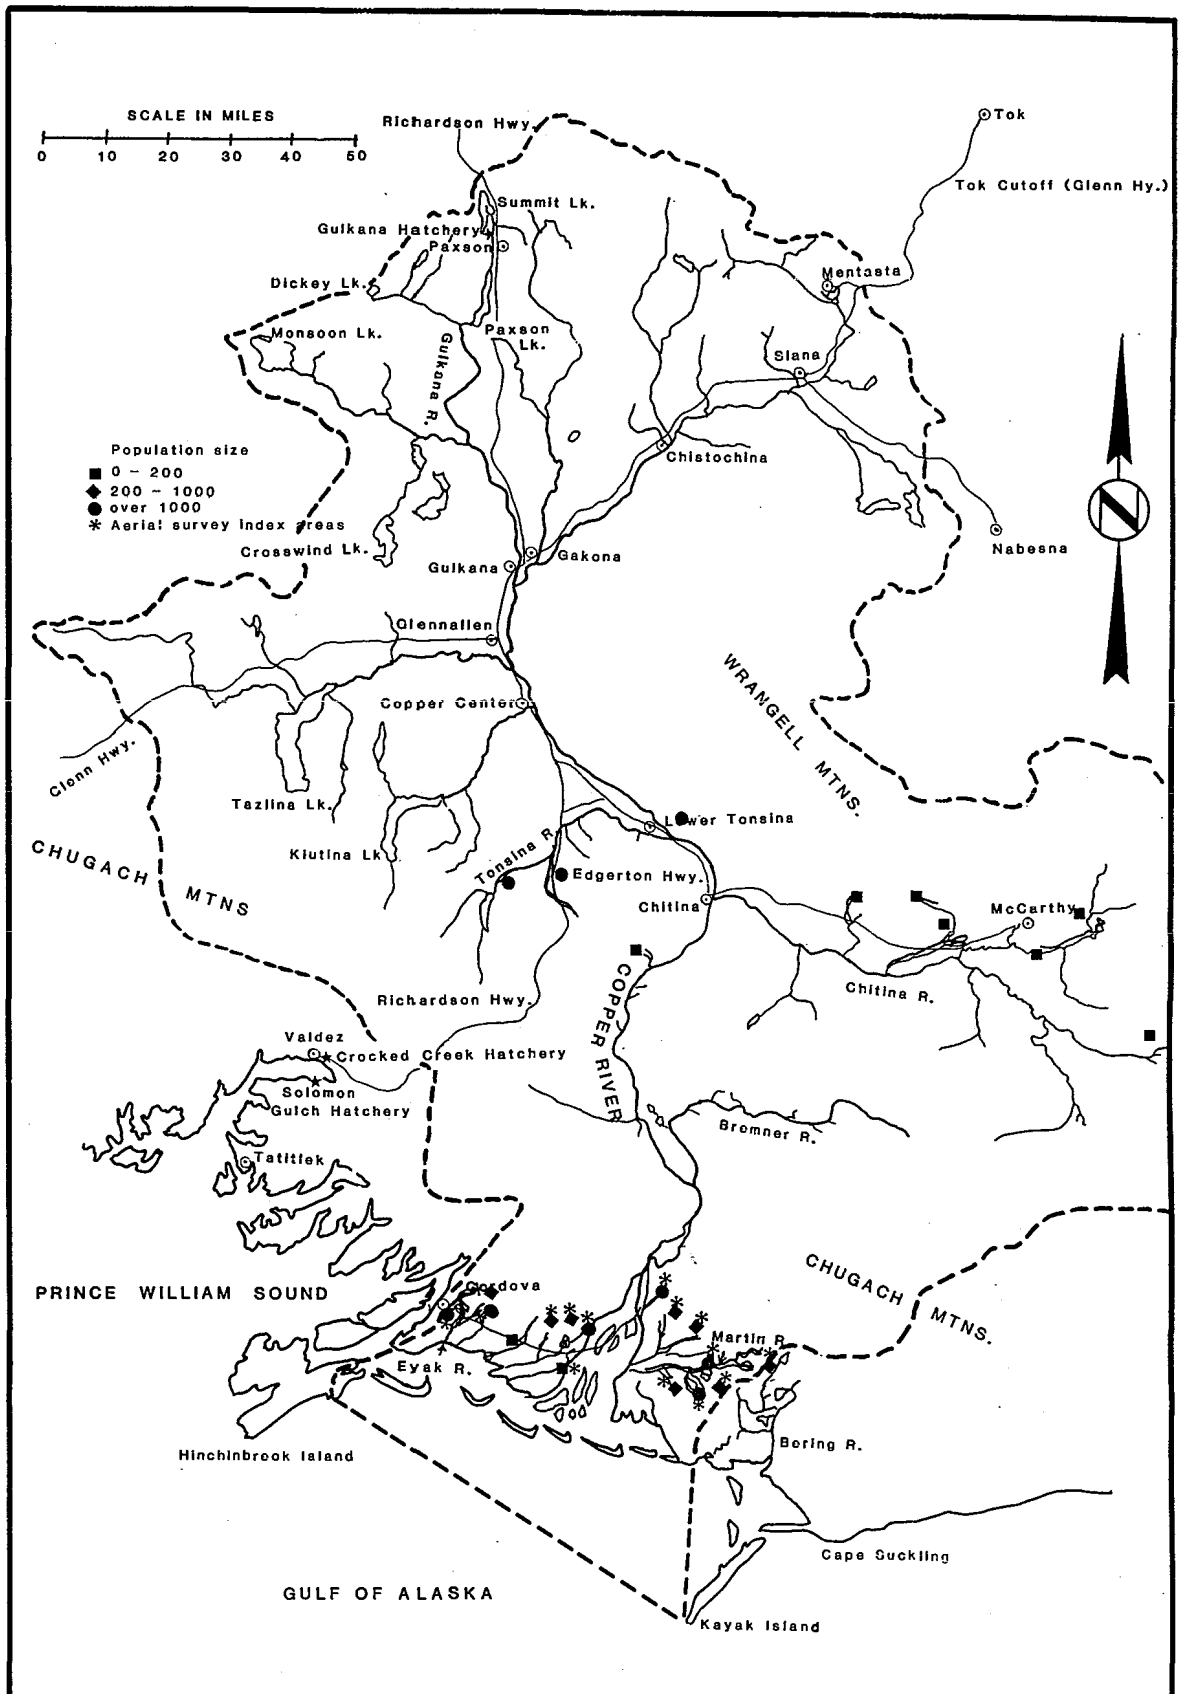 SCALE IN MILES
0 10 20 30 40 50
Richardson Hwy.
Tok
Tok Cutoff (Glenn Hy.)
Summit Lk.
Gulkana Hatchery
Paxson
Mentasta
Dickey Lk.
Monsoon Lk.
Paxson
Lk.
Gulkana R.
Slana
Population size
0 - 200
200 - 1000
over 1000
Aerial survey index areas
Chistochina
Crosswind Lk.
Gulkana
Gakona
Nabesna
Glennallen
Copper Center
WRANGELL MTNS.
Glenn Hwy.
Tazlina Lk.
Klutina Lk
Tonsina R.
Lower Tonsina
CHUGACH MTNS
Edgerton Hwy.
Chitina
McCarthy
Chitina R.
COPPER RIVER
Richardson Hwy.
Valdez
Crocked Creek Hatchery
Solomon
Gulch Hatchery
Bremner R.
Tatitlek
PRINCE WILLIAM SOUND
Cordova
CHUGACH MTNS.
Martin R.
Eyak R.
Hinchinbrook Island
Bering R.
Cape Suckling
GULF OF ALASKA
Kayak Island
N